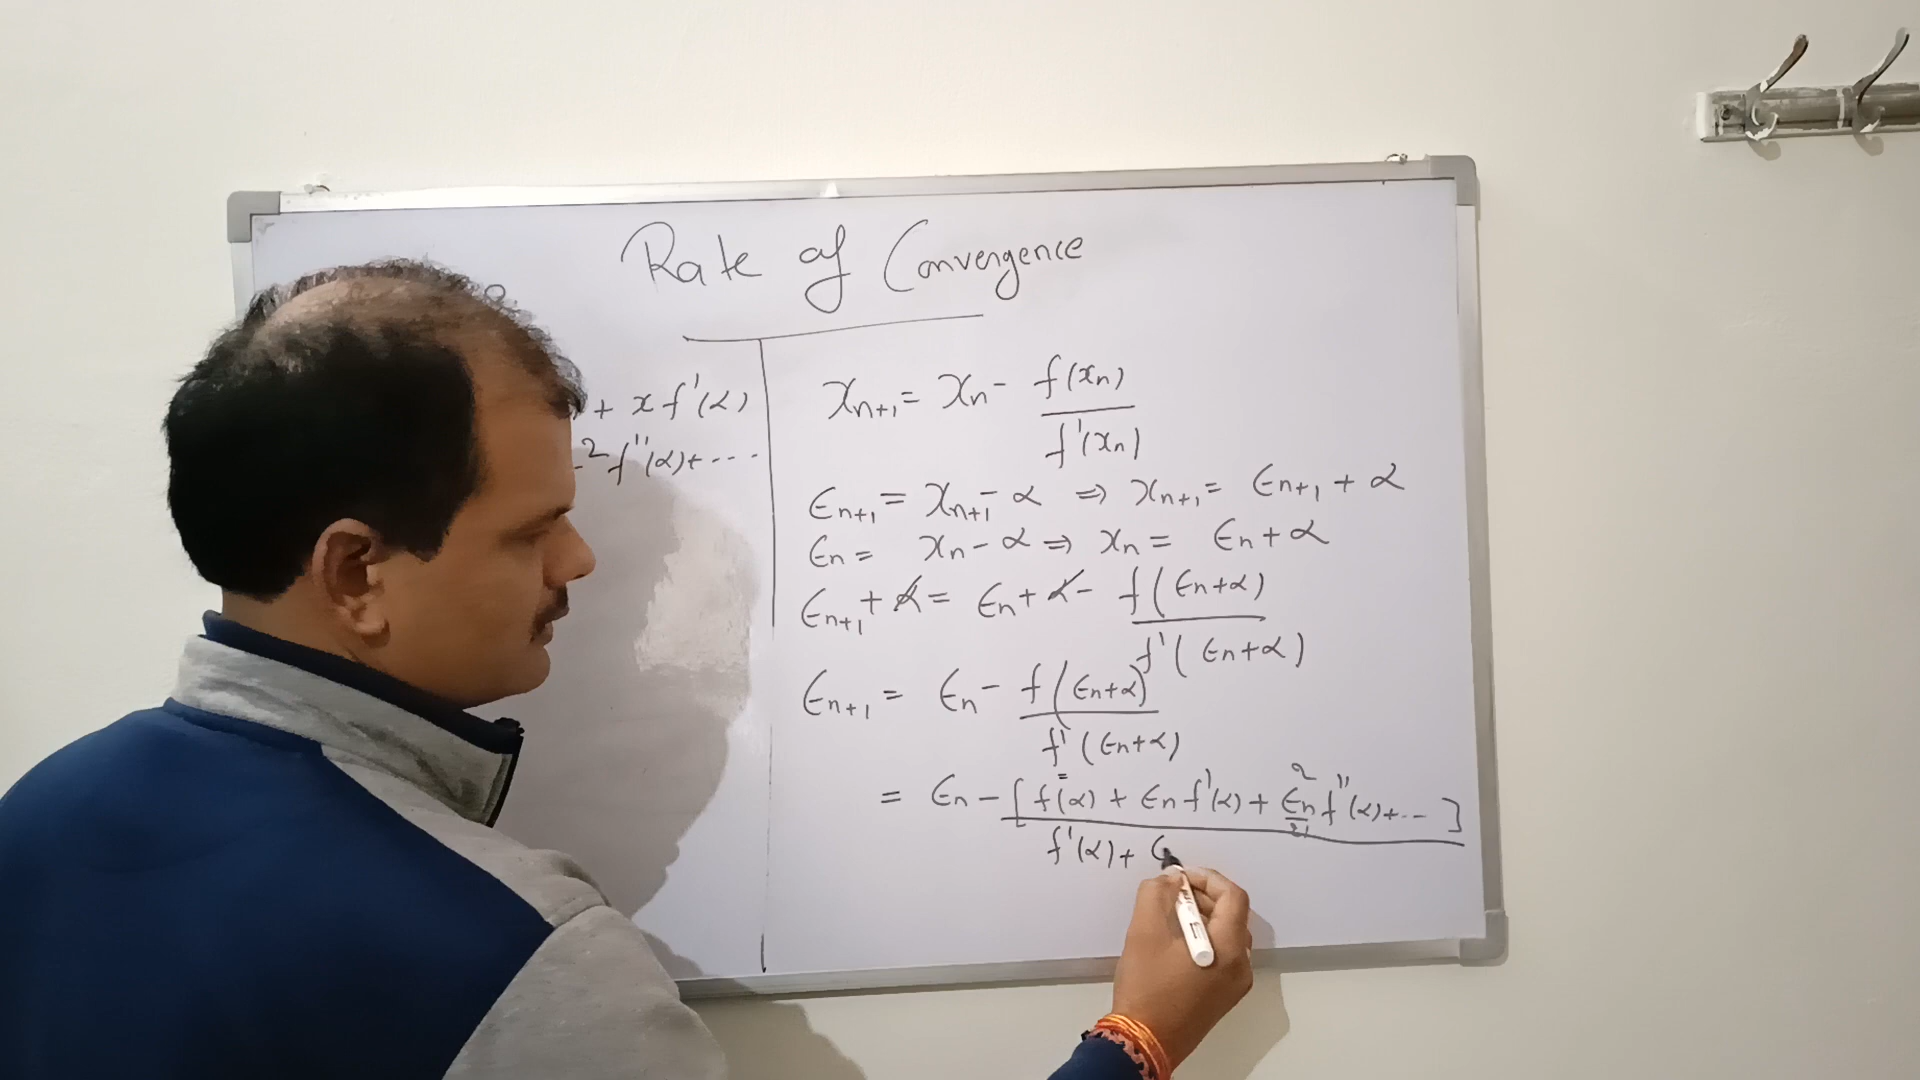 Rate of Convergence
+ x f'(α)
2 f''(α)+ ---
xn+1 = xn - f(xn) / f'(xn)
ϵn+1 = xn+1 - α ⇒ xn+1 = ϵn+1 + α
ϵn = xn - α ⇒ xn = ϵn + α
ϵn+1 + α = ϵn + α - f(ϵn+α) / f'(ϵn+α)
ϵn+1 = ϵn - f(ϵn+α) / f'(ϵn+α)
= ϵn - [f(α) + ϵn f'(α) + ϵn² / 2! f''(α)+ --- ]
f'(α) +